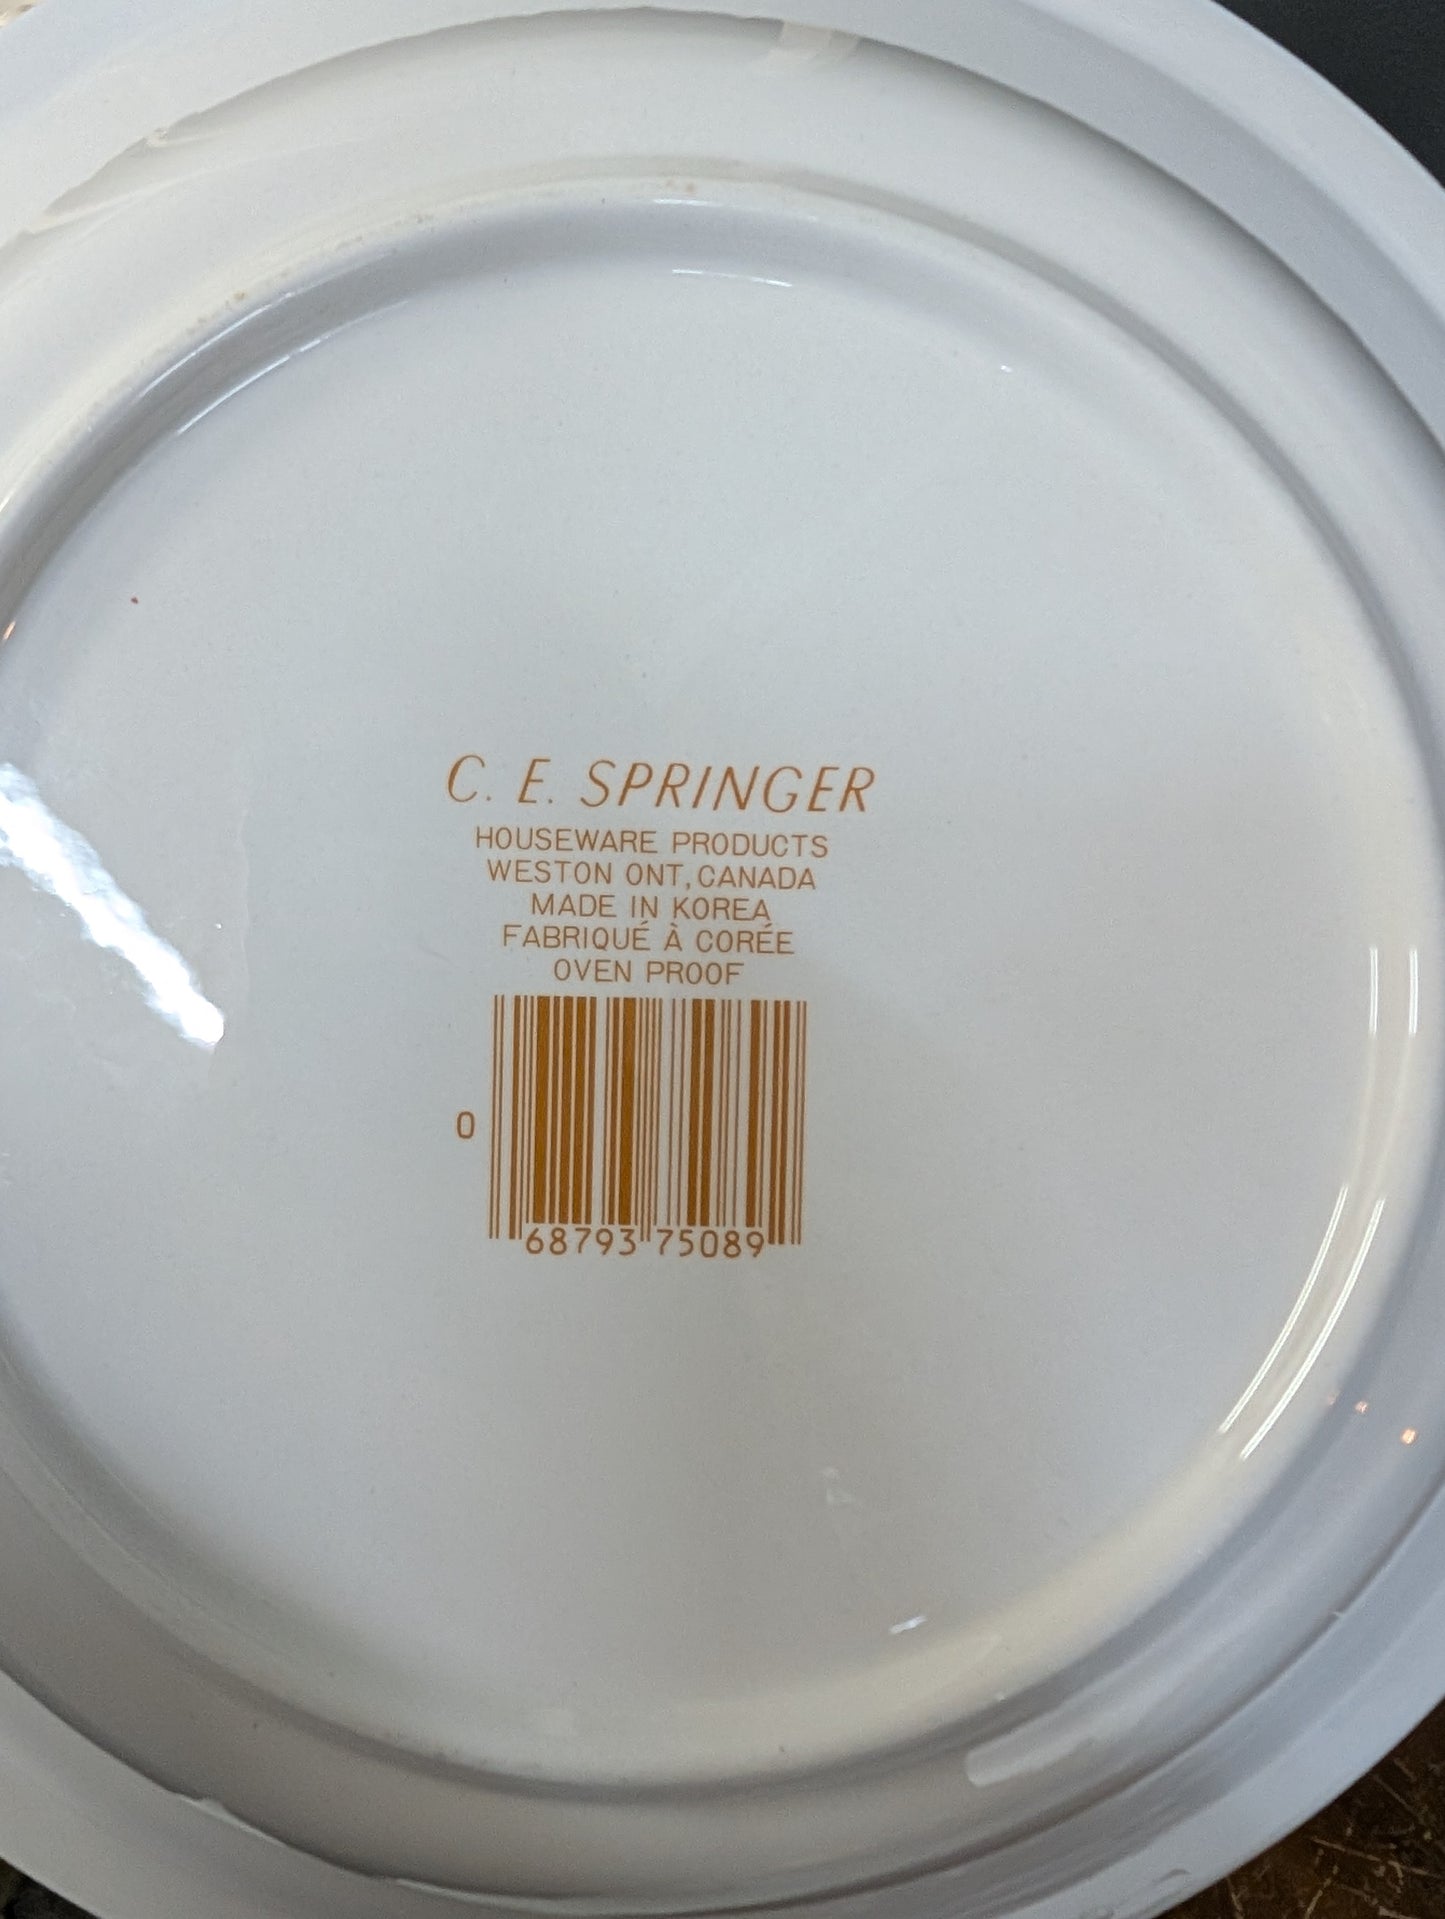 C. E. SPRINGER
HOUSEWARE PRODUCTS
WESTON ONT, CANADA
MADE IN KOREA
FABRIQUÉ À CORÉE
OVEN PROOF
0
68793 75089